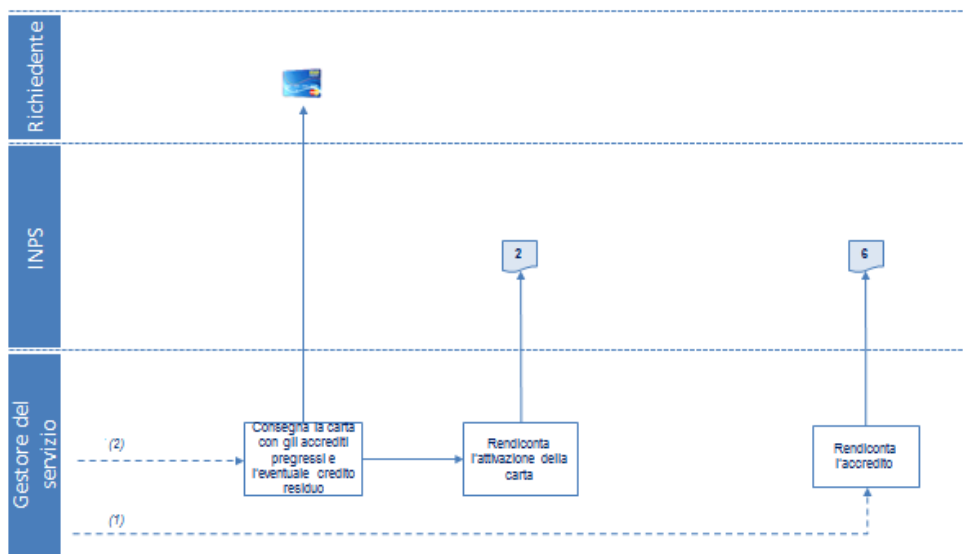 Richiedente
INPS
2
6
Gestore del
servizio
(2)
Consegna la carta
con gli accrediti
pregressi e
l'eventuale credito
residuo
Rendiconta
l'attivazione della
carta
Rendiconta
l'accredito
(1)